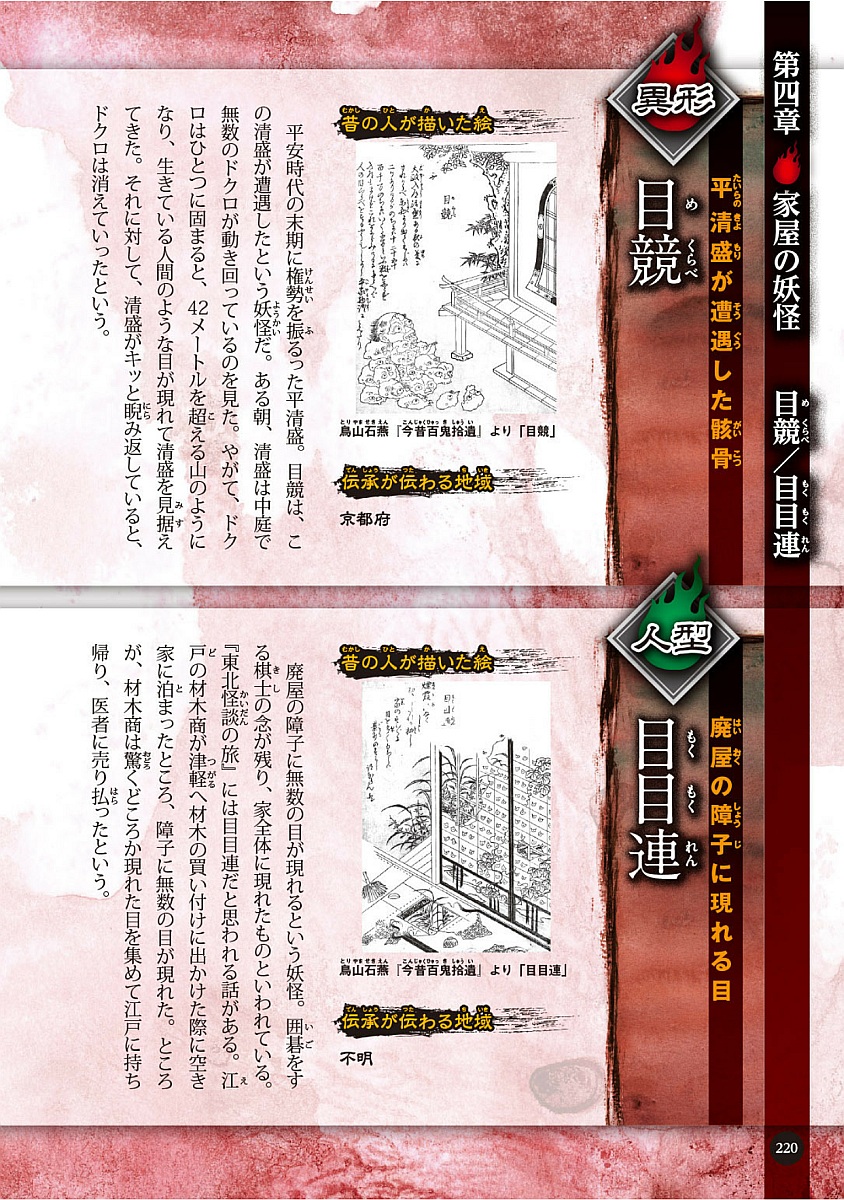 第四章 家屋の妖怪 目競／目目連
異形
平清盛が遭遇した骸骨
目競
昔の人が描いた絵
目競
鳥山石燕『今昔百鬼拾遺』より「目競」
伝承が伝わる地域
京都府
平安時代の末期に権勢を振るった平清盛。目競は、こ
の清盛が遭遇したという妖怪だ。ある朝、清盛は中庭で
無数のドクロが動き回っているのを見た。やがて、ドク
ロはひとつに固まると、42メートルを超える山のように
なり、生きている人間のような目が現れて清盛を見据え
てきた。それに対して、清盛がキッと睨み返していると、
ドクロは消えていったという。
人型
廃屋の障子に現れる目
目目連
昔の人が描いた絵
鳥山石燕『今昔百鬼拾遺』より「目目連」
伝承が伝わる地域
不明
廃屋の障子に無数の目が現れるという妖怪。囲碁をす
る棋士の念が残り、家全体に現れたものといわれている。
『東北怪談の旅』には目目連だと思われる話がある。江
戸の材木商が津軽へ材木の買い付けに出かけた際に空き
家に泊まったところ、障子に無数の目が現れた。ところ
が、材木商は驚くどころか現れた目を集めて江戸に持ち
帰り、医者に売り払ったという。
220